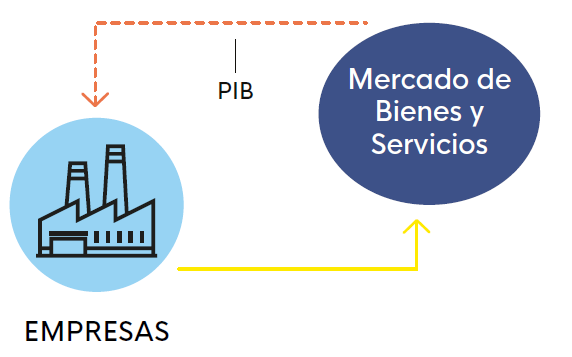 PIB
Mercado de
Bienes y
Servicios
EMPRESAS